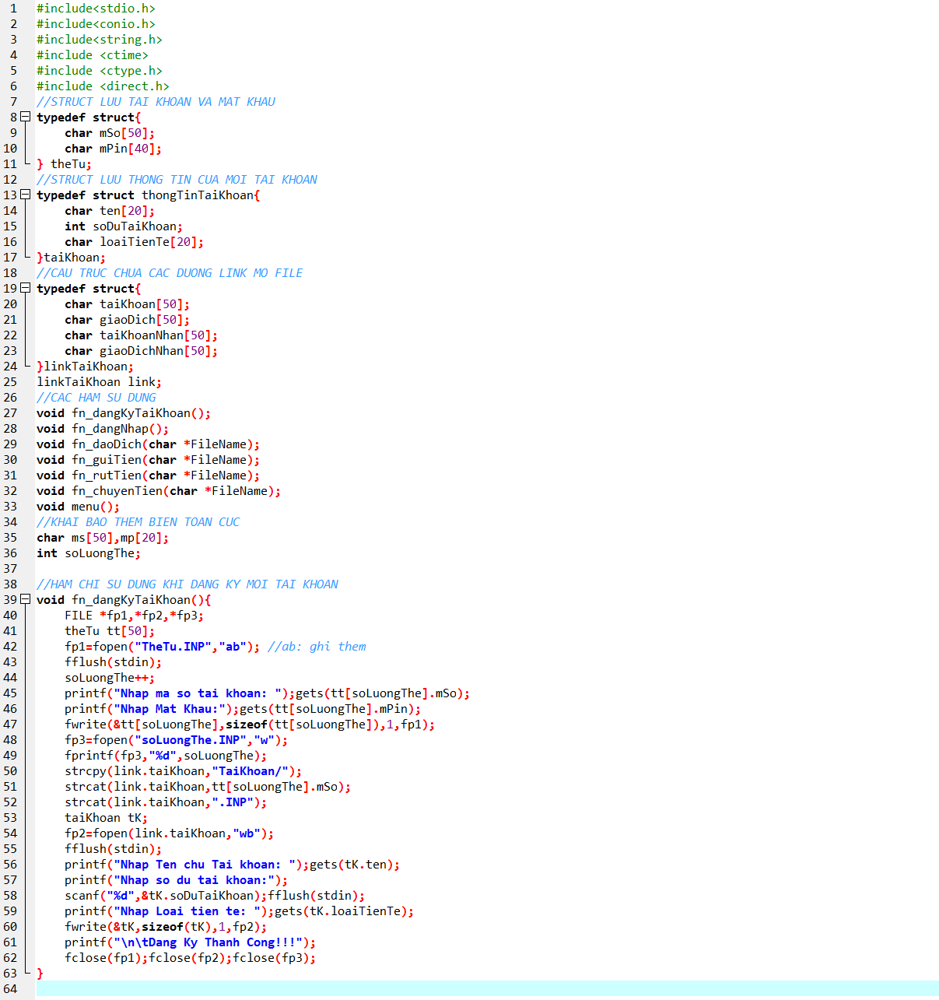 1 #include<stdio.h>
2 #include<conio.h>
3 #include<string.h>
4 #include <ctime>
5 #include <ctype.h>
6 #include <direct.h>
7 //STRUCT LUU TAI KHOAN VA MAT KHAU
8 typedef struct{
9     char mSo[50];
10     char mPin[40];
11 } theTu;
12 //STRUCT LUU THONG TIN CUA MOI TAI KHOAN
13 typedef struct thongTinTaiKhoan{
14     char ten[20];
15     int soDuTaiKhoan;
16     char loaiTienTe[20];
17 }taiKhoan;
18 //CAU TRUC CHUA CAC DUONG LINK MO FILE
19 typedef struct{
20     char taiKhoan[50];
21     char giaoDich[50];
22     char taiKhoanNhan[50];
23     char giaoDichNhan[50];
24 }linkTaiKhoan;
25 linkTaiKhoan link;
26 //CAC HAM SU DUNG
27 void fn_dangKyTaiKhoan();
28 void fn_dangNhap();
29 void fn_daoDich(char *FileName);
30 void fn_guiTien(char *FileName);
31 void fn_rutTien(char *FileName);
32 void fn_chuyenTien(char *FileName);
33 void menu();
34 //KHAI BAO THEM BIEN TOAN CUC
35 char ms[50],mp[20];
36 int soLuongThe;
37
38 //HAM CHI SU DUNG KHI DANG KY MOI TAI KHOAN
39 void fn_dangKyTaiKhoan(){
40     FILE *fp1,*fp2,*fp3;
41     theTu tt[50];
42     fp1=fopen("TheTu.INP","ab"); //ab: ghi them
43     fflush(stdin);
44     soLuongThe++;
45     printf("Nhap ma so tai khoan: ");gets(tt[soLuongThe].mSo);
46     printf("Nhap Mat Khau:");gets(tt[soLuongThe].mPin);
47     fwrite(&tt[soLuongThe],sizeof(tt[soLuongThe]),1,fp1);
48     fp3=fopen("soLuongThe.INP","w");
49     fprintf(fp3,"%d",soLuongThe);
50     strcpy(link.taiKhoan,"TaiKhoan/");
51     strcat(link.taiKhoan,tt[soLuongThe].mSo);
52     strcat(link.taiKhoan,".INP");
53     taiKhoan tK;
54     fp2=fopen(link.taiKhoan,"wb");
55     fflush(stdin);
56     printf("Nhap Ten chu Tai khoan: ");gets(tK.ten);
57     printf("Nhap so du tai khoan:");
58     scanf("%d",&tK.soDuTaiKhoan);fflush(stdin);
59     printf("Nhap Loai tien te: ");gets(tK.loaiTienTe);
60     fwrite(&tK,sizeof(tK),1,fp2);
61     printf("\n\tDang Ky Thanh Cong!!!");
62     fclose(fp1);fclose(fp2);fclose(fp3);
63 }
64